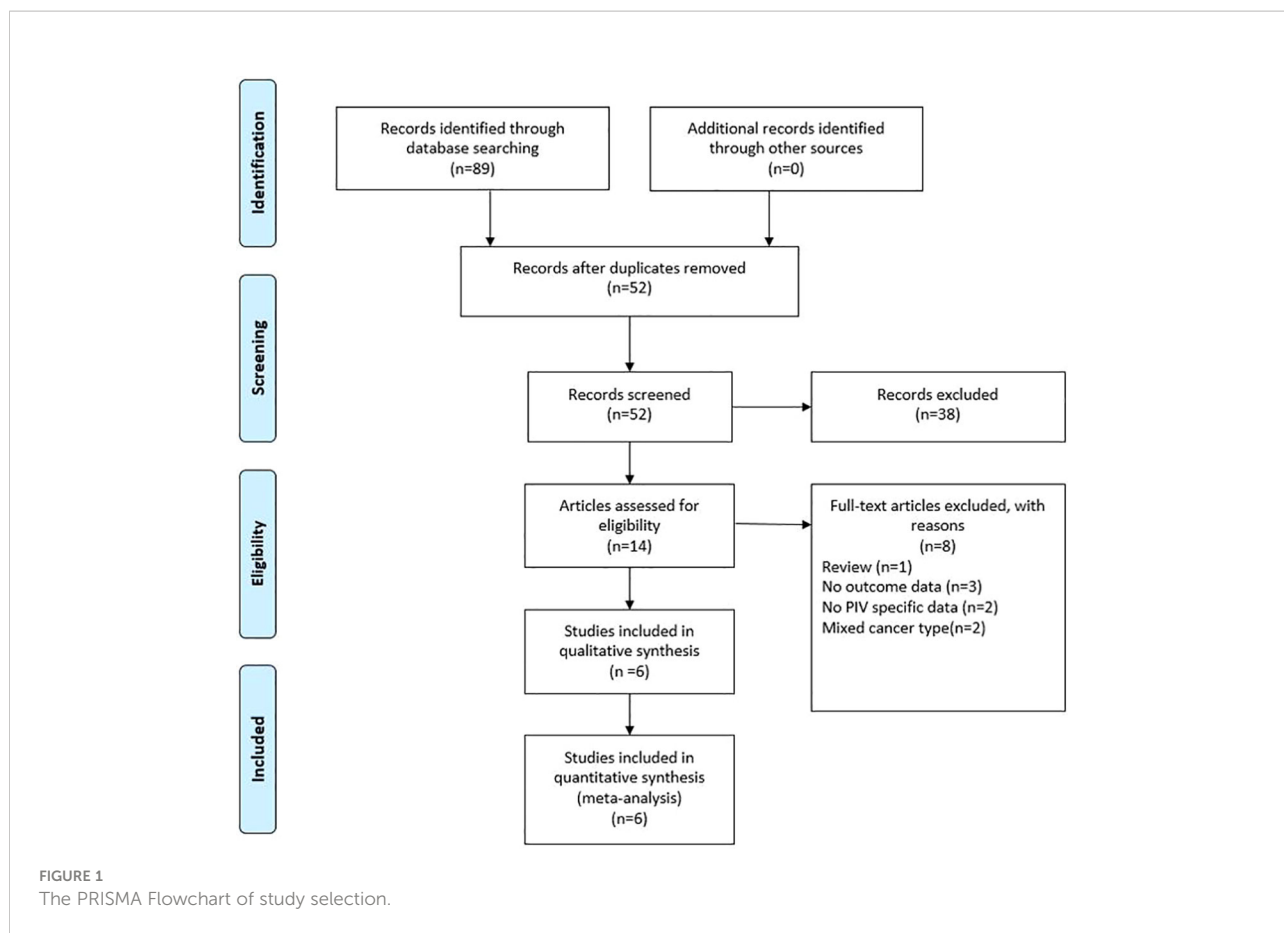 Identification
Records identified through
database searching
(n=89)
Additional records identified
through other sources
(n=0)
Records after duplicates removed
(n=52)
Screening
Records screened
(n=52)
Records excluded
(n=38)
Eligibility
Articles assessed for
eligibility
(n=14)
Full-text articles excluded, with
reasons
(n=8)
Review (n=1)
No outcome data (n=3)
No PIV specific data (n=2)
Mixed cancer type(n=2)
Studies included in
qualitative synthesis
(n =6)
Included
Studies included in
quantitative synthesis
(meta-analysis)
(n=6)
FIGURE 1
The PRISMA Flowchart of study selection.